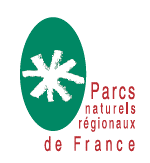 Parcs
naturels
régionaux
de France